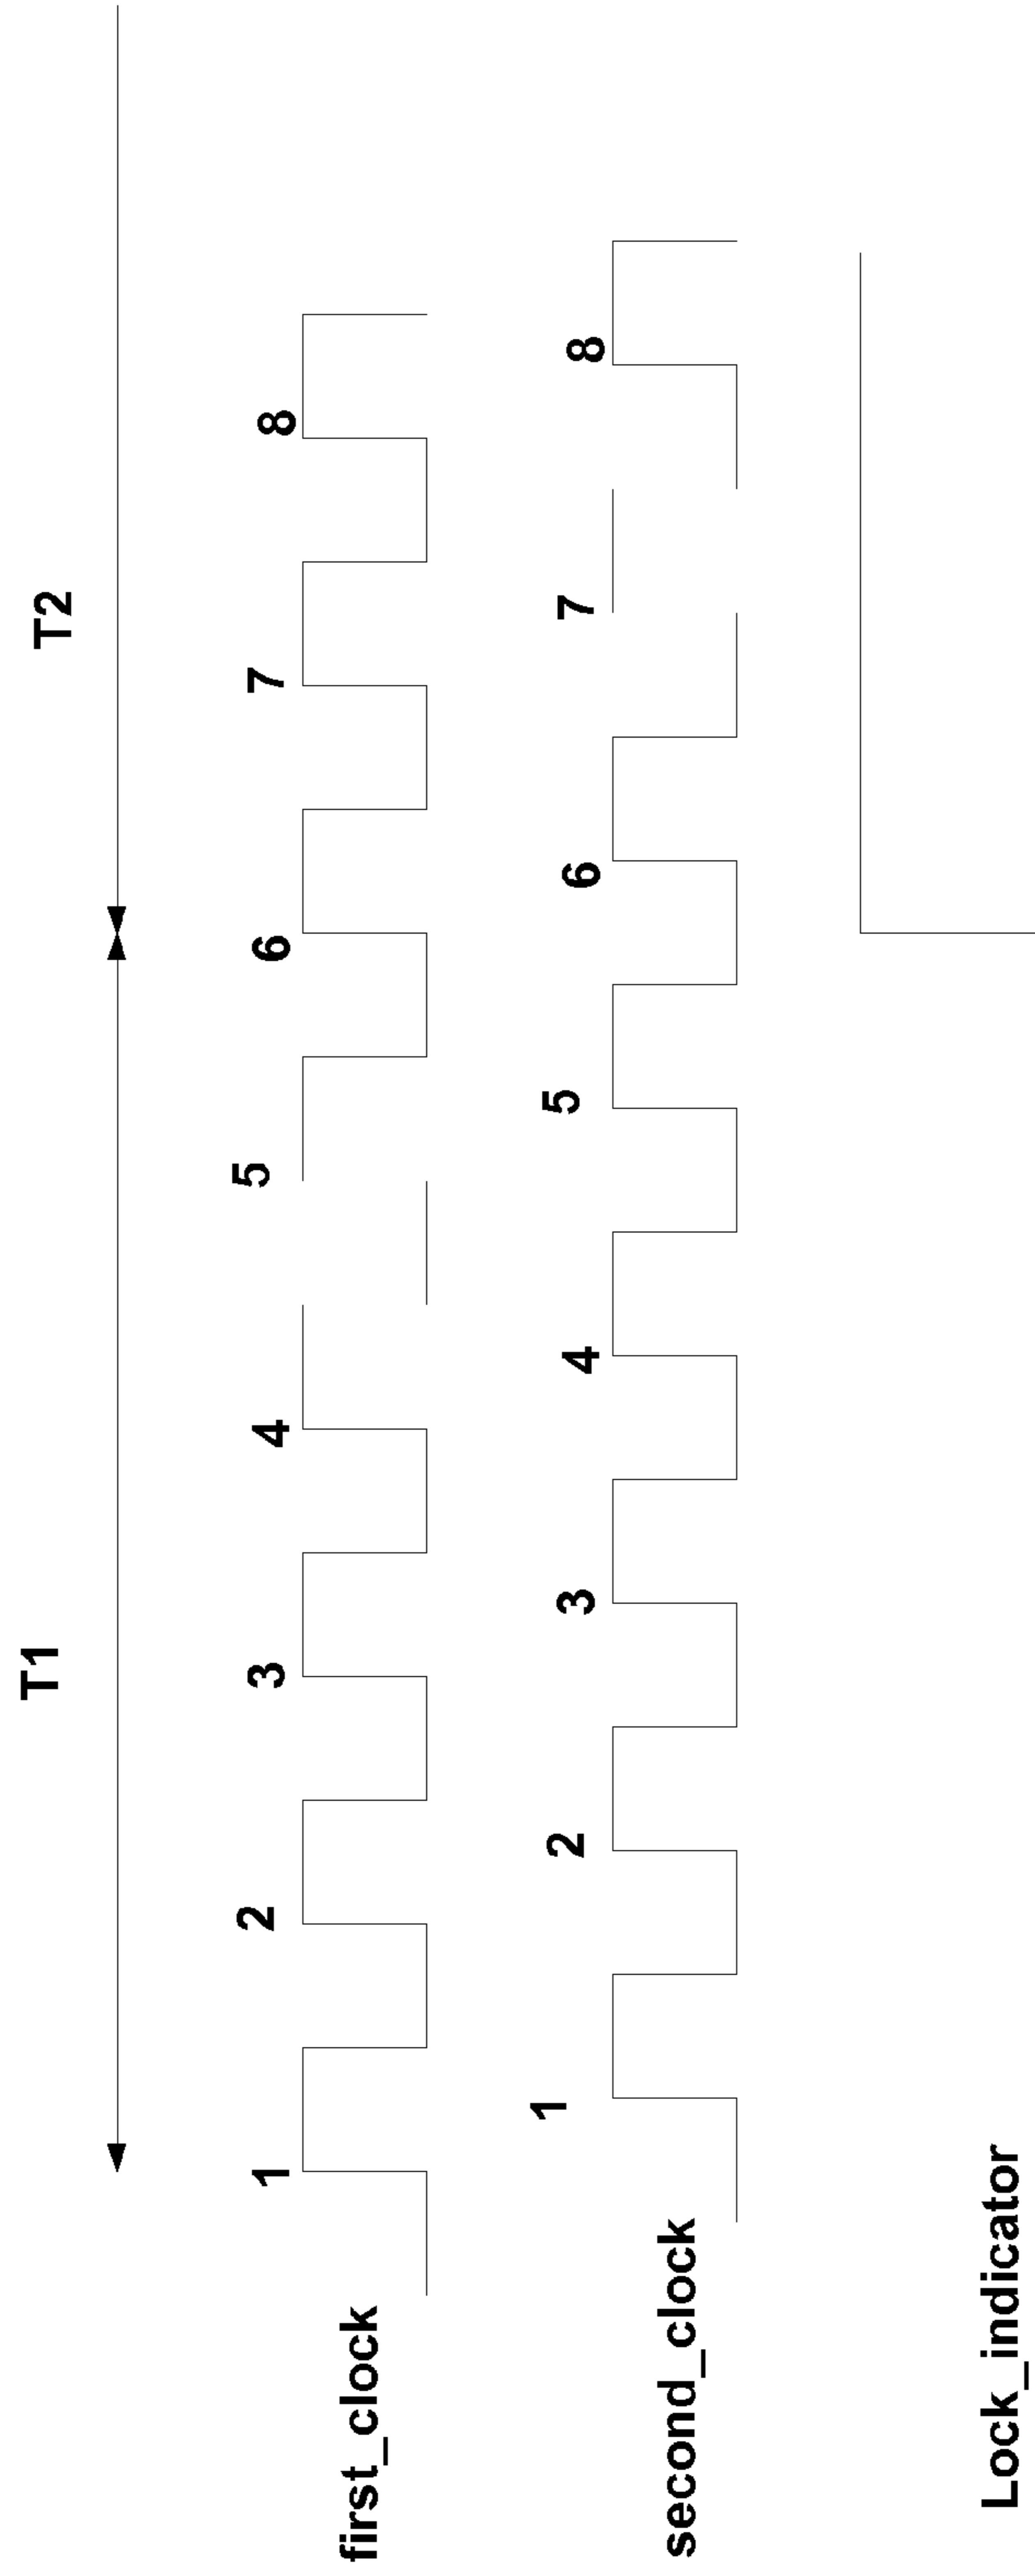 T1 T2
1 2 3 4 5 6 7 8
first_clock
1 2 3 4 5 6 7 8
second_clock
Lock_indicator